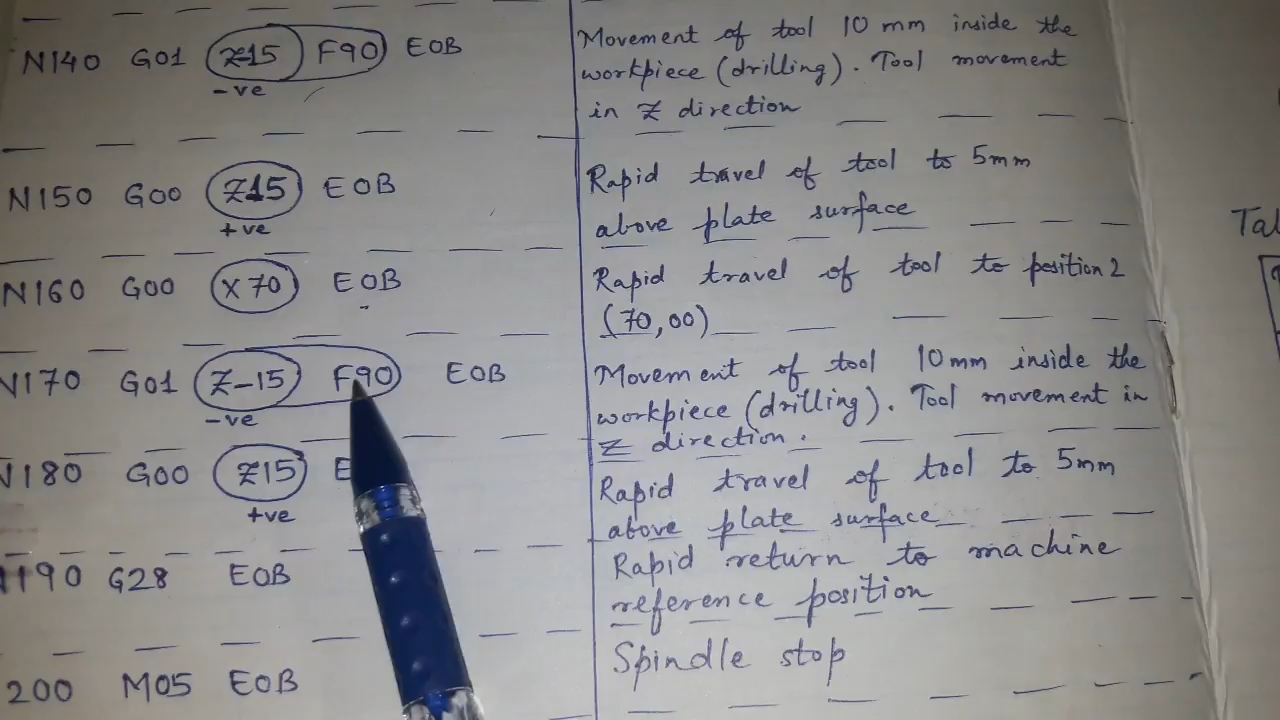 N140 G01 Z-15 F90 EOB
-ve
Movement of tool 10 mm inside the
workpiece (drilling). Tool movement
in Z direction
N150 G00 Z15 EOB
+ve
Rapid travel of tool to 5mm
above plate surface
N160 G00 X70 EOB
Rapid travel of tool to position 2
(70,00)
N170 G01 Z-15 F90 EOB
-ve
Movement of tool 10mm inside the
workpiece (drilling). Tool movement in
Z direction.
N180 G00 Z15 E
+ve
Rapid travel of tool to 5mm
above plate surface
N190 G28 EOB
Rapid return to machine
reference position
200 M05 EOB
Spindle stop